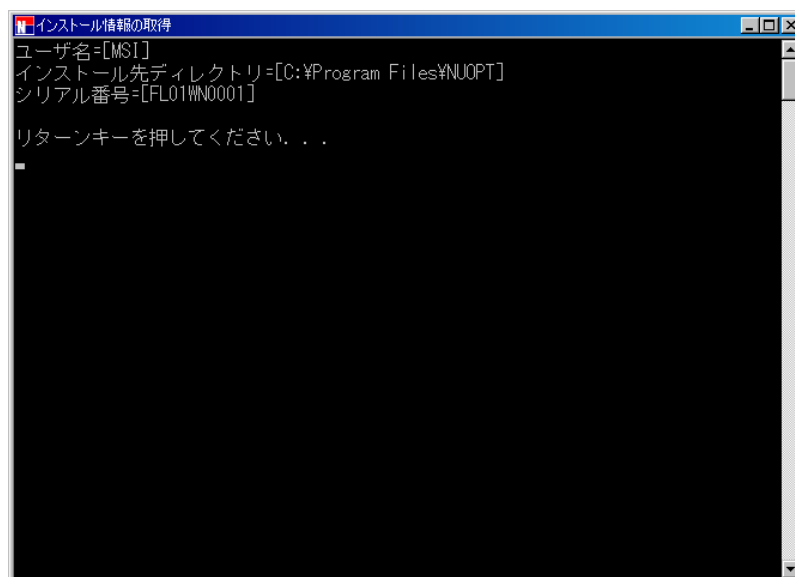 インストール情報の取得
ユーザ名=[MSI]
インストール先ディレクトリ=[C:¥Program Files¥NUOPT]
シリアル番号=[FL01WN0001]
リターンキーを押してください．．．